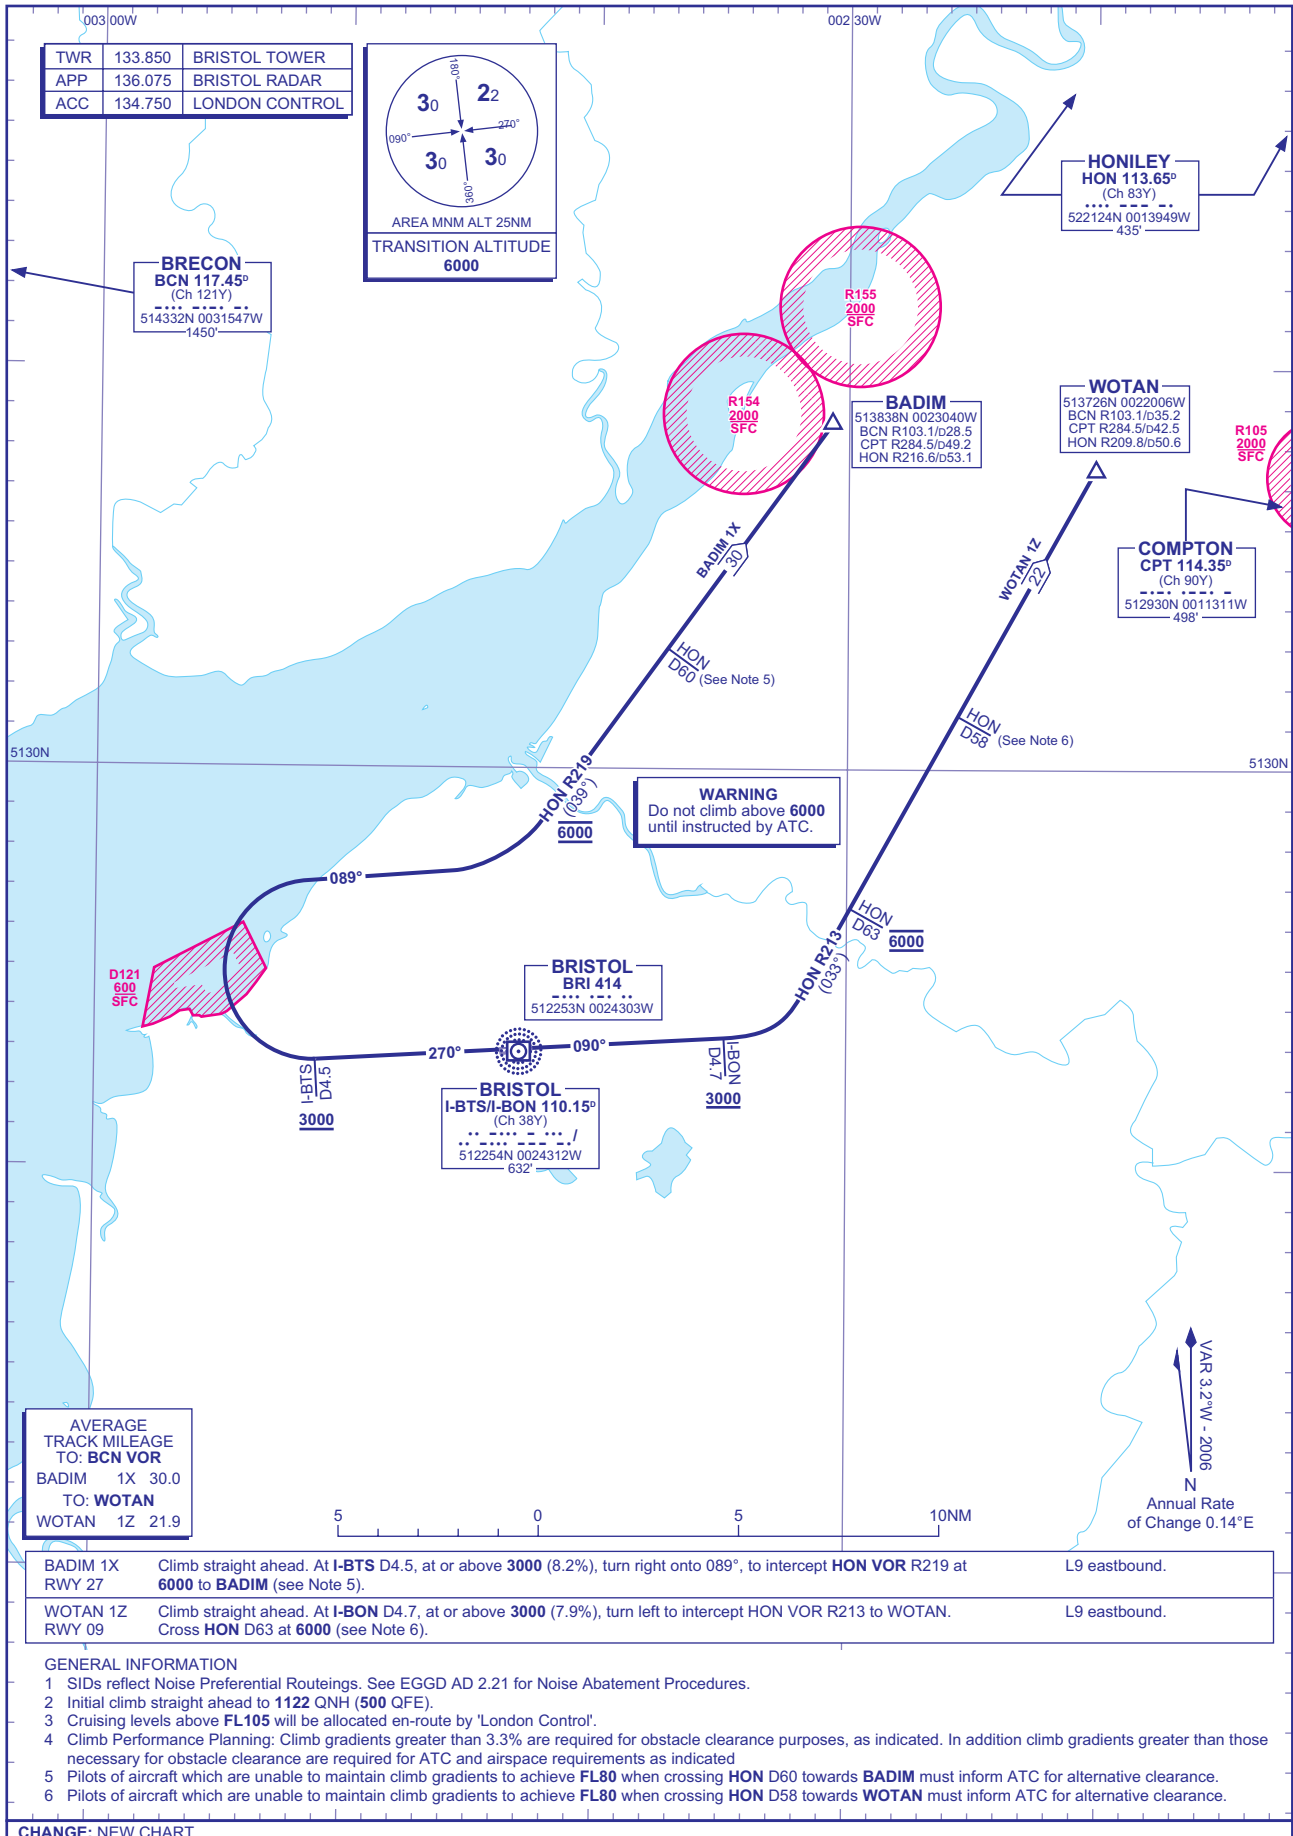 003 00W
002 30W
TWR 133.850 BRISTOL TOWER
APP 136.075 BRISTOL RADAR
ACC 134.750 LONDON CONTROL
180°
30
22
090°
270°
30
30
360°
AREA MNM ALT 25NM
TRANSITION ALTITUDE
6000
HONILEY
HON 113.65D
(Ch 83Y)
522124N 0013949W
435'
BRECON
BCN 117.45D
(Ch 121Y)
514332N 0031547W
1450'
R155
2000
SFC
R154
2000
SFC
BADIM
513838N 0023040W
BCN R103.1/D28.5
CPT R284.5/D49.2
HON R216.6/D53.1
WOTAN
513726N 0022006W
BCN R103.1/D35.2
CPT R284.5/D42.5
HON R209.8/D50.6
R105
2000
SFC
COMPTON
CPT 114.35D
(Ch 90Y)
512930N 0011311W
498'
BADIM 1X
30
WOTAN 1Z
22
HON
D60 (See Note 5)
HON
D58 (See Note 6)
5130N
5130N
HON R219
(039°)
6000
WARNING
Do not climb above 6000
until instructed by ATC.
089°
HON
D63
6000
HON R213
(033°)
D121
600
SFC
BRISTOL
BRI 414
512253N 0024303W
270°
090°
I-BTS
D4.5
3000
I-BON
D4.7
3000
BRISTOL
I-BTS/I-BON 110.15D
(Ch 38Y)
/
512254N 0024312W
632'
VAR 3.2°W - 2006
N
Annual Rate
of Change 0.14°E
AVERAGE
TRACK MILEAGE
TO: BCN VOR
BADIM 1X 30.0
TO: WOTAN
WOTAN 1Z 21.9
5 0 5 10NM
BADIM 1X Climb straight ahead. At I-BTS D4.5, at or above 3000 (8.2%), turn right onto 089°, to intercept HON VOR R219 at L9 eastbound.
RWY 27 6000 to BADIM (see Note 5).
WOTAN 1Z Climb straight ahead. At I-BON D4.7, at or above 3000 (7.9%), turn left to intercept HON VOR R213 to WOTAN. L9 eastbound.
RWY 09 Cross HON D63 at 6000 (see Note 6).
GENERAL INFORMATION
1 SIDs reflect Noise Preferential Routeings. See EGGD AD 2.21 for Noise Abatement Procedures.
2 Initial climb straight ahead to 1122 QNH (500 QFE).
3 Cruising levels above FL105 will be allocated en-route by 'London Control'.
4 Climb Performance Planning: Climb gradients greater than 3.3% are required for obstacle clearance purposes, as indicated. In addition climb gradients greater than those
necessary for obstacle clearance are required for ATC and airspace requirements as indicated
5 Pilots of aircraft which are unable to maintain climb gradients to achieve FL80 when crossing HON D60 towards BADIM must inform ATC for alternative clearance.
6 Pilots of aircraft which are unable to maintain climb gradients to achieve FL80 when crossing HON D58 towards WOTAN must inform ATC for alternative clearance.
CHANGE: NEW CHART